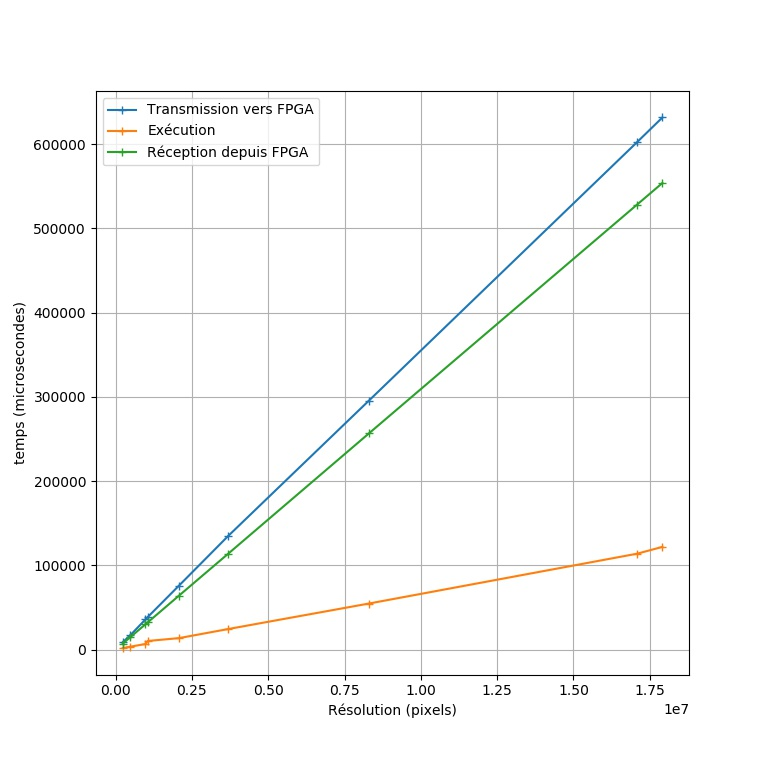 Transmission vers FPGA
Exécution
Réception depuis FPGA
600000
500000
400000
300000
200000
100000
0
temps (microsecondes)
0.00 0.25 0.50 0.75 1.00 1.25 1.50 1.75
1e7
Résolution (pixels)